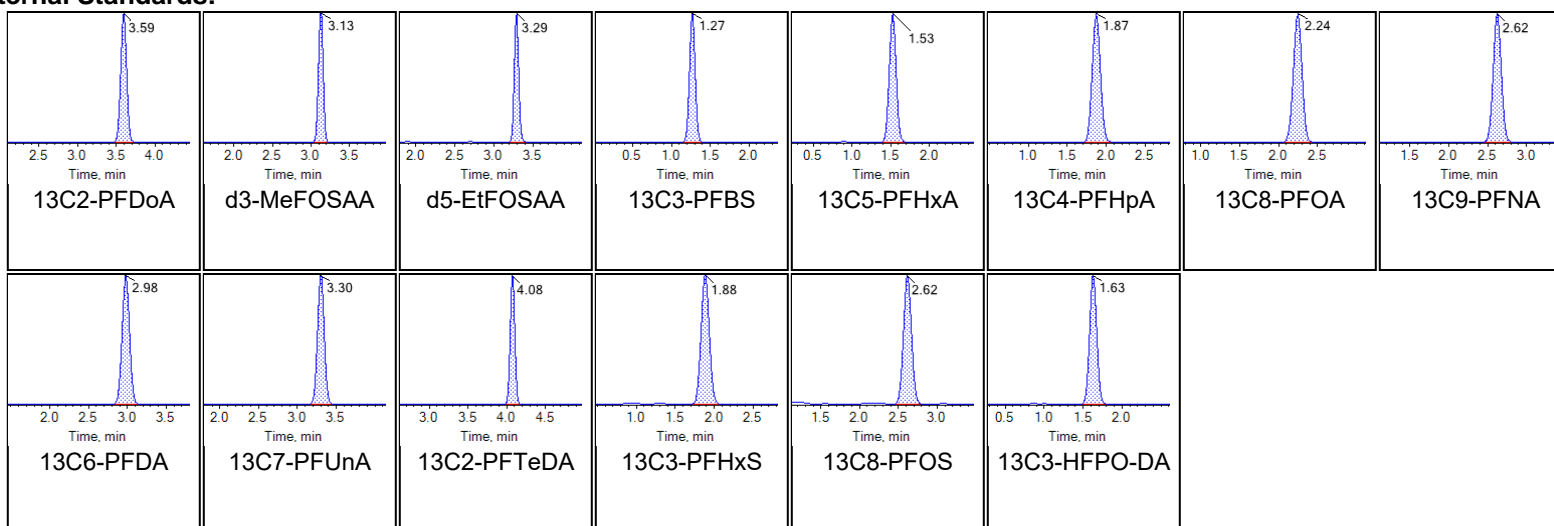 ternal Standards:
3.59 3.13 3.29 1.27 1.53 1.87 2.24 2.62
2.5 3.0 3.5 4.0 2.0 2.5 3.0 3.5 2.0 2.5 3.0 3.5 0.5 1.0 1.5 2.0 0.5 1.0 1.5 2.0 1.0 1.5 2.0 2.5 1.0 1.5 2.0 2.5 1.5 2.0 2.5 3.0
Time, min Time, min Time, min Time, min Time, min Time, min Time, min Time, min
13C2-PFDoA d3-MeFOSAA d5-EtFOSAA 13C3-PFBS 13C5-PFHxA 13C4-PFHpA 13C8-PFOA 13C9-PFNA
2.98 3.30 4.08 1.88 2.62 1.63
2.0 2.5 3.0 3.5 2.0 2.5 3.0 3.5 3.0 3.5 4.0 4.5 1.0 1.5 2.0 2.5 1.5 2.0 2.5 3.0 0.5 1.0 1.5 2.0
Time, min Time, min Time, min Time, min Time, min Time, min
13C6-PFDA 13C7-PFUnA 13C2-PFTeDA 13C3-PFHxS 13C8-PFOS 13C3-HFPO-DA